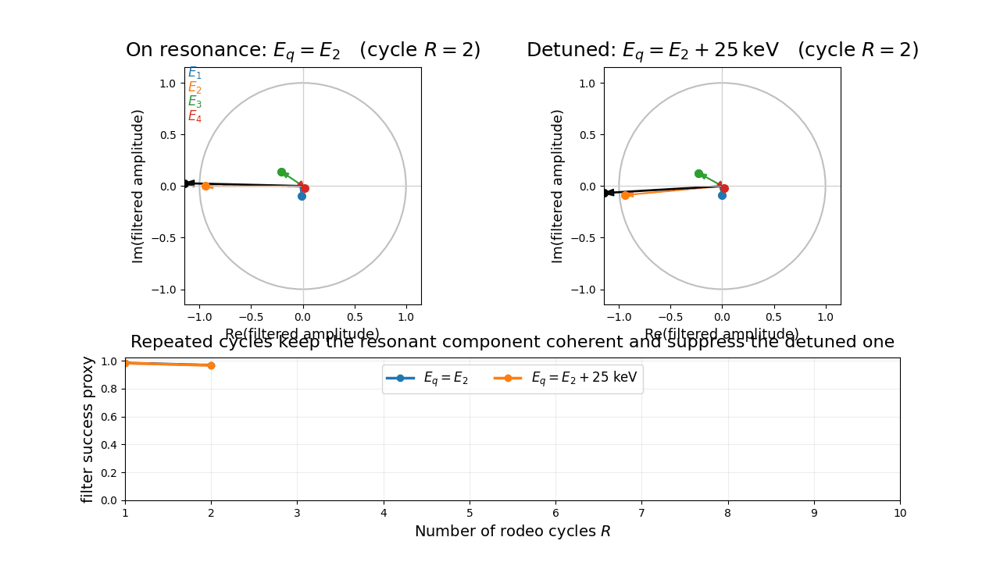 On resonance: $E_q = E_2$ (cycle $R = 2$)
Detuned: $E_q = E_2 + 25\,\mathrm{keV}$ (cycle $R = 2$)
E₁
E₂
E₃
E₄
1.0
0.5
0.0
−0.5
−1.0
Im(filtered amplitude)
−1.0 −0.5 0.0 0.5 1.0
Re(filtered amplitude)
1.0
0.5
0.0
−0.5
−1.0
Im(filtered amplitude)
−1.0 −0.5 0.0 0.5 1.0
Re(filtered amplitude)
Repeated cycles keep the resonant component coherent and suppress the detuned one
$E_q = E_2$
$E_q = E_2 + 25$ keV
1.0
0.8
0.6
0.4
0.2
0.0
filter success proxy
1 2 3 4 5 6 7 8 9 10
Number of rodeo cycles $R$